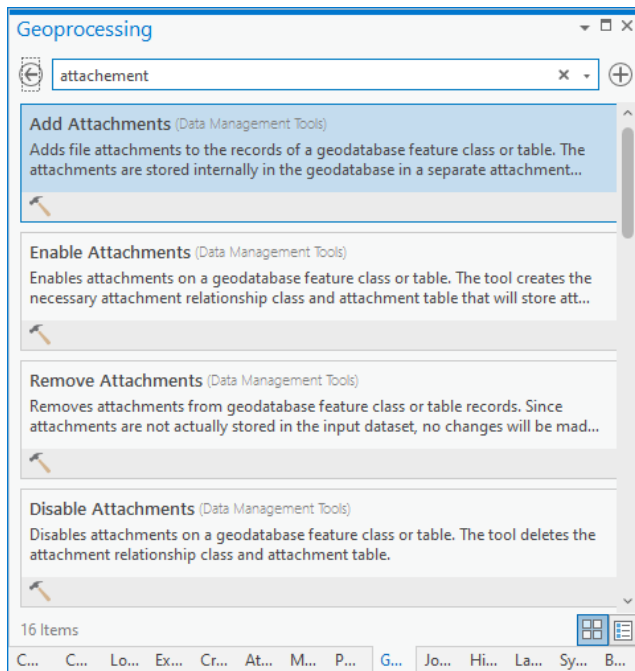 Geoprocessing
attachement
Add Attachments (Data Management Tools)
Adds file attachments to the records of a geodatabase feature class or table. The
attachments are stored internally in the geodatabase in a separate attachment...
Enable Attachments (Data Management Tools)
Enables attachments on a geodatabase feature class or table. The tool creates the
necessary attachment relationship class and attachment table that will store att...
Remove Attachments (Data Management Tools)
Removes attachments from geodatabase feature class or table records. Since
attachments are not actually stored in the input dataset, no changes will be mad...
Disable Attachments (Data Management Tools)
Disables attachments on a geodatabase feature class or table. The tool deletes the
attachment relationship class and attachment table.
16 Items
C... C... Lo... Ex... Cr... At... M... P... G... Jo... Hi... La... Sy... B...